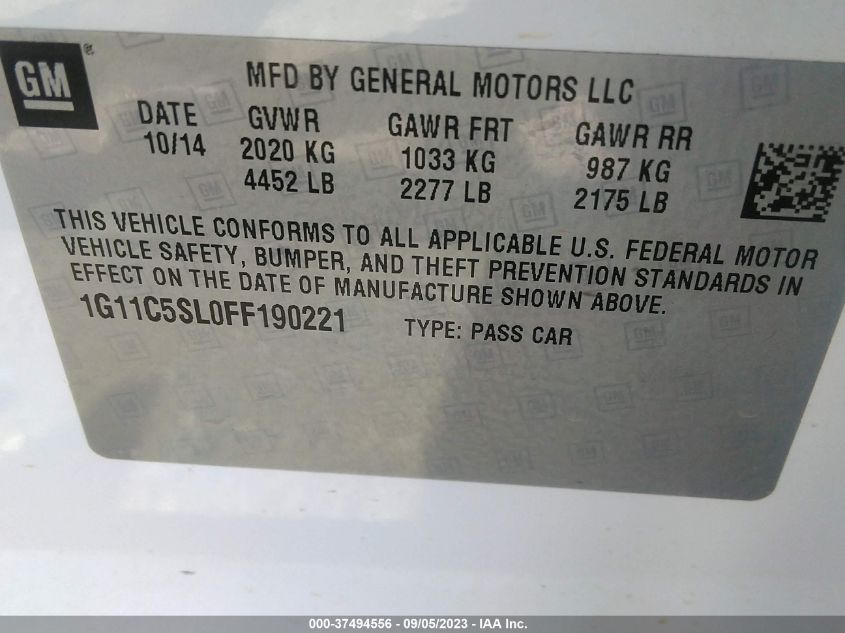 GM
MFD BY GENERAL MOTORS LLC
DATE GVWR GAWR FRT GAWR RR
10/14 2020 KG 1033 KG 987 KG
4452 LB 2277 LB 2175 LB
THIS VEHICLE CONFORMS TO ALL APPLICABLE U.S. FEDERAL MOTOR
VEHICLE SAFETY, BUMPER, AND THEFT PREVENTION STANDARDS IN
EFFECT ON THE DATE OF MANUFACTURE SHOWN ABOVE.
1G11C5SL0FF190221 TYPE: PASS CAR
000-37494556 - 09/05/2023 - IAA Inc.